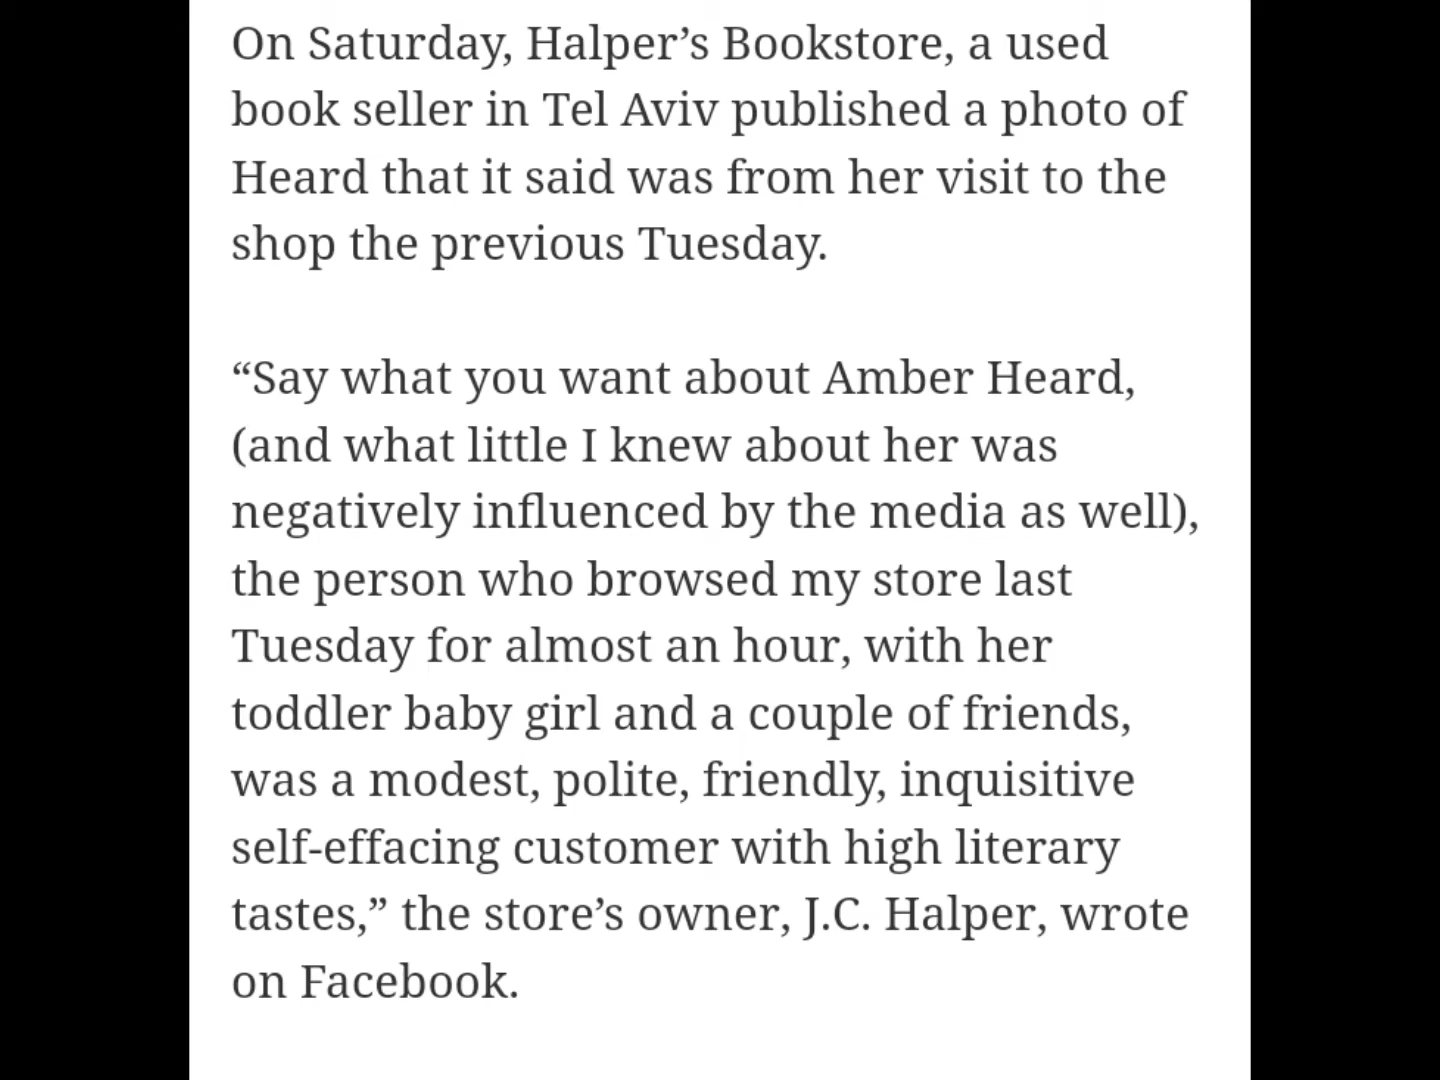 On Saturday, Halper’s Bookstore, a used
book seller in Tel Aviv published a photo of
Heard that it said was from her visit to the
shop the previous Tuesday.
“Say what you want about Amber Heard,
(and what little I knew about her was
negatively influenced by the media as well),
the person who browsed my store last
Tuesday for almost an hour, with her
toddler baby girl and a couple of friends,
was a modest, polite, friendly, inquisitive
self-effacing customer with high literary
tastes,” the store’s owner, J.C. Halper, wrote
on Facebook.